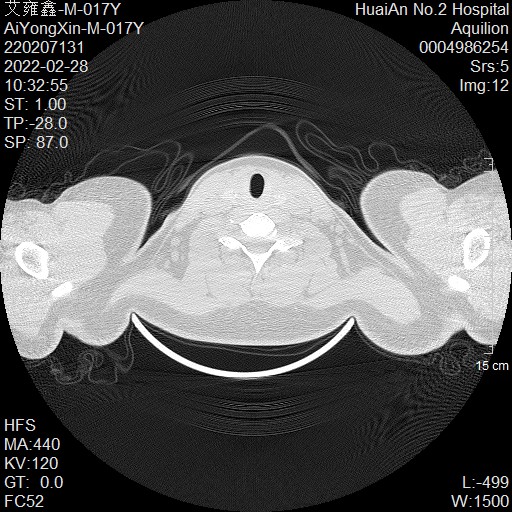 艾雍鑫-M-017Y
AiYongXin-M-017Y
220207131
2022-02-28
10:32:55
ST: 1.00
TP:-28.0
SP: 87.0
HuaiAn No.2 Hospital
Aquilion
0004986254
Srs:5
Img:12
15 cm
HFS
MA:440
KV:120
GT: 0.0
FC52
L:-499
W:1500